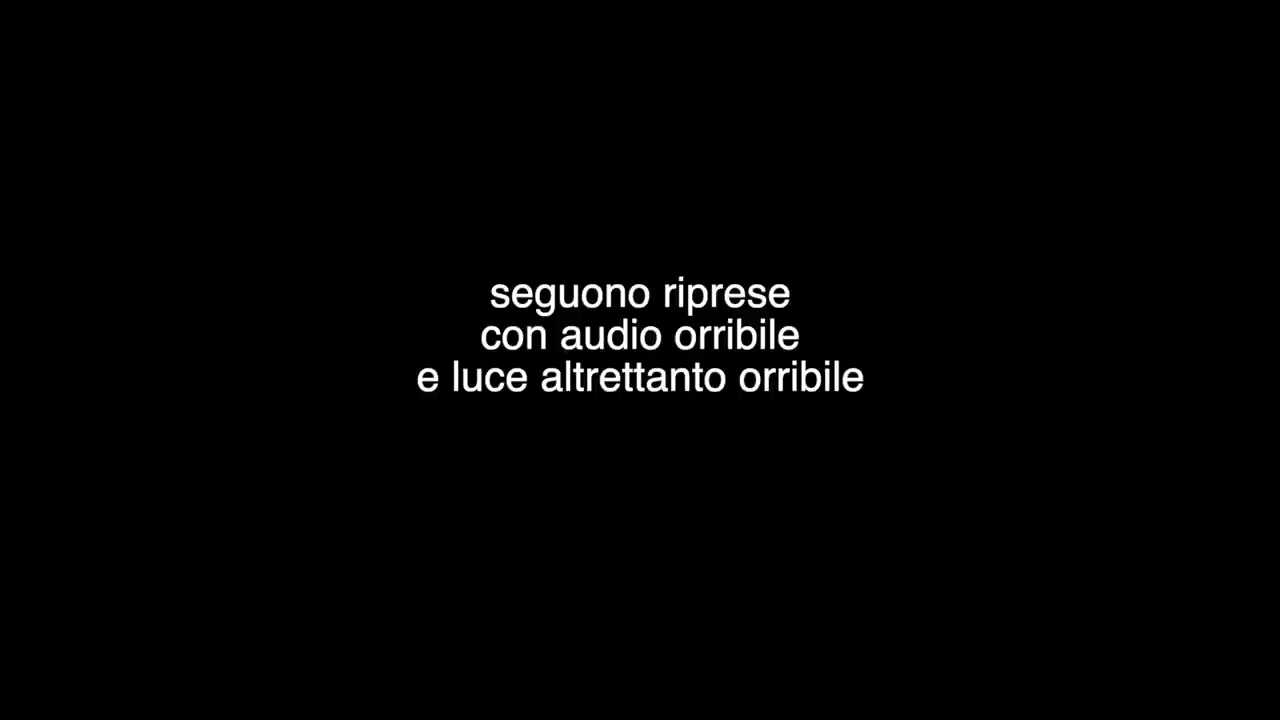 seguono riprese
con audio orribile
e luce altrettanto orribile